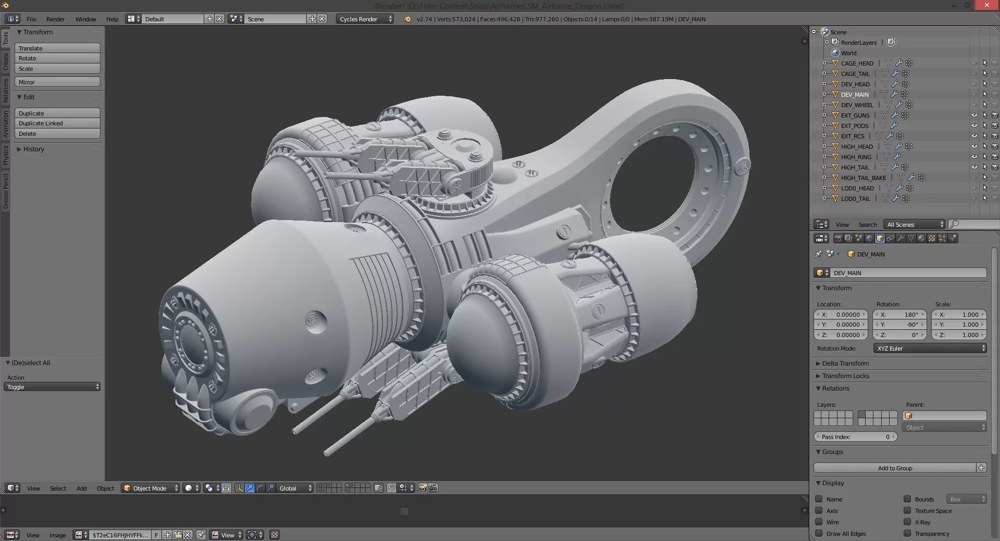 Blender* [D:\Flare-Content\Ships\Airframes\SM_Airframe_Dragon.blend]
File Render Window Help Default Scene Cycles Render v2.74 | Verts:573,024 | Faces:496,428 | Tris:977,260 | Objects:0/14 | Lamps:0/0 | Mem:387.19M | DEV_MAIN
Tools
Create
Relations
Animation
Physics
Grease Pencil
Transform
Translate
Rotate
Scale
Mirror
Edit
Duplicate
Duplicate Linked
Delete
History
(De)select All
Action
Toggle
View Select Add Object Object Mode Global
View Image $T2eC16FHJHYFFk... F View
Scene
RenderLayers
World
CAGE_HEAD
CAGE_TAIL
DEV_HEAD
DEV_MAIN
DEV_WHEEL
EXT_GUNS
EXT_PODS
EXT_RCS
HIGH_HEAD
HIGH_RING
HIGH_TAIL
HIGH_TAIL_BAKE
LOD0_HEAD
LOD0_TAIL
View Search All Scenes
DEV_MAIN
DEV_MAIN
Transform
Location: Rotation: Scale:
X: 0.00000 X: 180° X: 1.000
Y: 0.00000 Y: -90° Y: 1.000
Z: 0.00000 Z: 0° Z: 1.000
Rotation Mode: XYZ Euler
Delta Transform
Transform Locks
Relations
Layers: Parent:
Object
Pass Index: 0
Groups
Add to Group
Display
Name Bounds Box
Axis Texture Space
Wire X-Ray
Draw All Edges Transparency